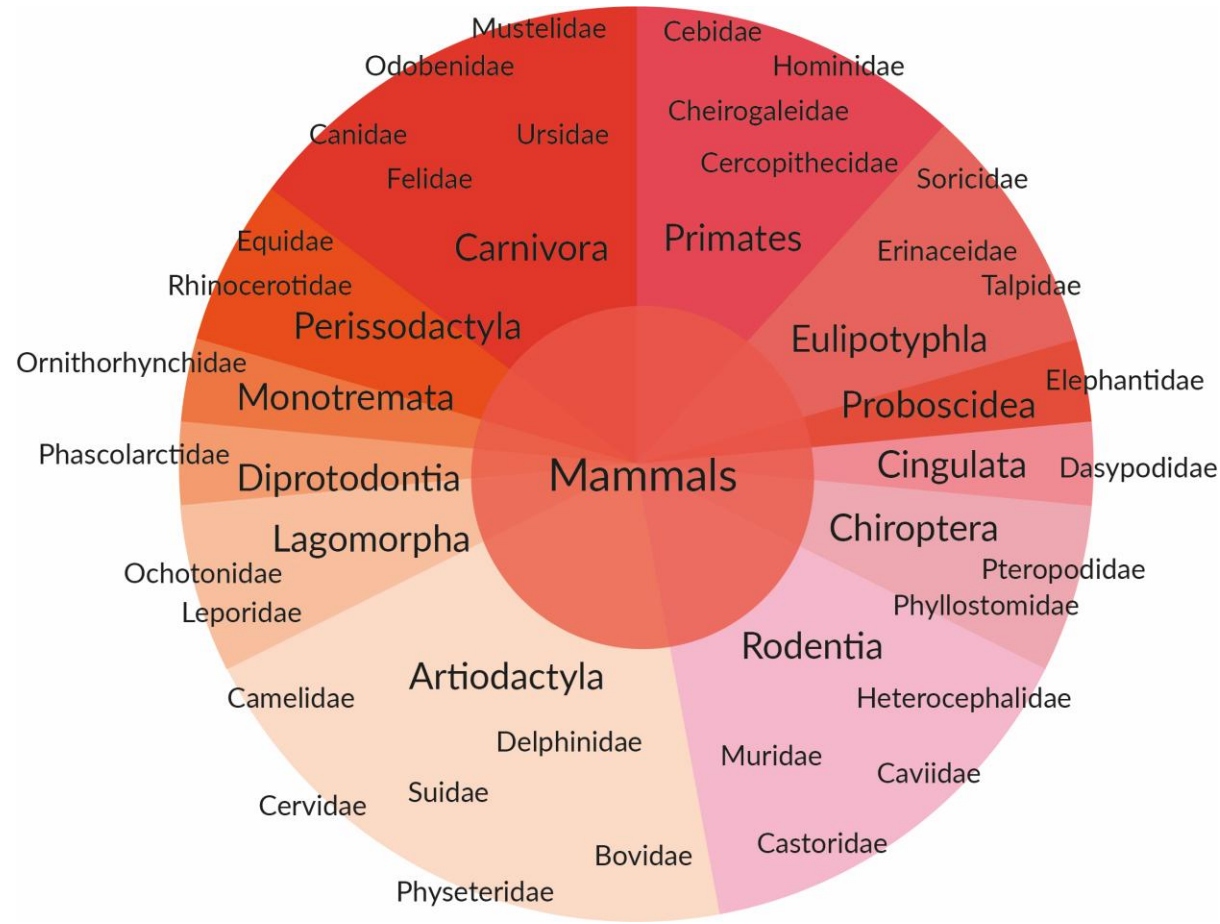 Mustelidae
Odobenidae
Canidae
Ursidae
Felidae
Carnivora
Cebidae
Hominidae
Cheirogaleidae
Cercopithecidae
Primates
Soricidae
Erinaceidae
Talpidae
Eulipotyphla
Elephantidae
Proboscidea
Cingulata
Dasypodidae
Chiroptera
Pteropodidae
Phyllostomidae
Rodentia
Heterocephalidae
Muridae
Caviidae
Castoridae
Artiodactyla
Camelidae
Delphinidae
Suidae
Cervidae
Bovidae
Physeteridae
Lagomorpha
Ochotonidae
Leporidae
Phascolarctidae
Diprotodontia
Ornithorhynchidae
Monotremata
Equidae
Rhinocerotidae
Perissodactyla
Mammals